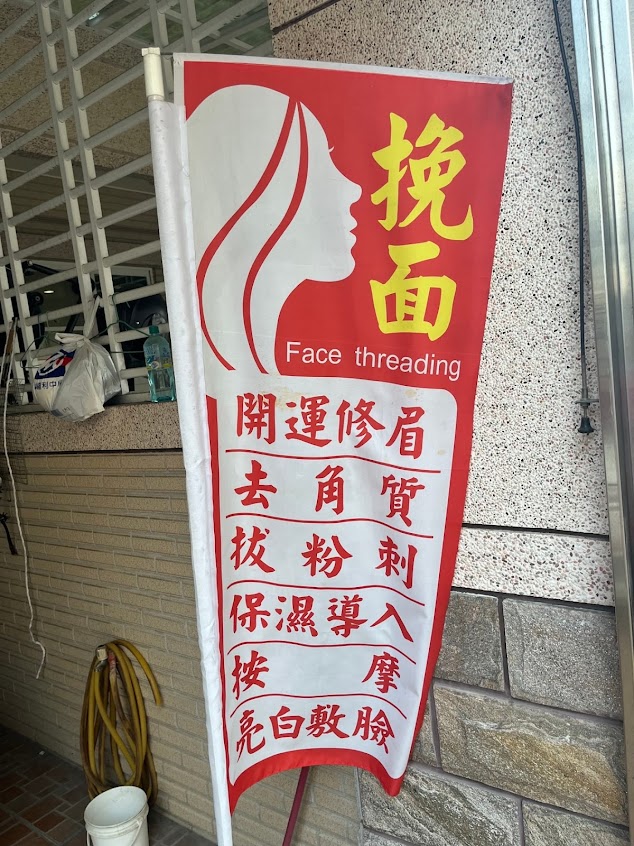 挽面
Face threading
開運修眉
去角質
拔粉刺
保濕導入
按摩
亮白敷臉